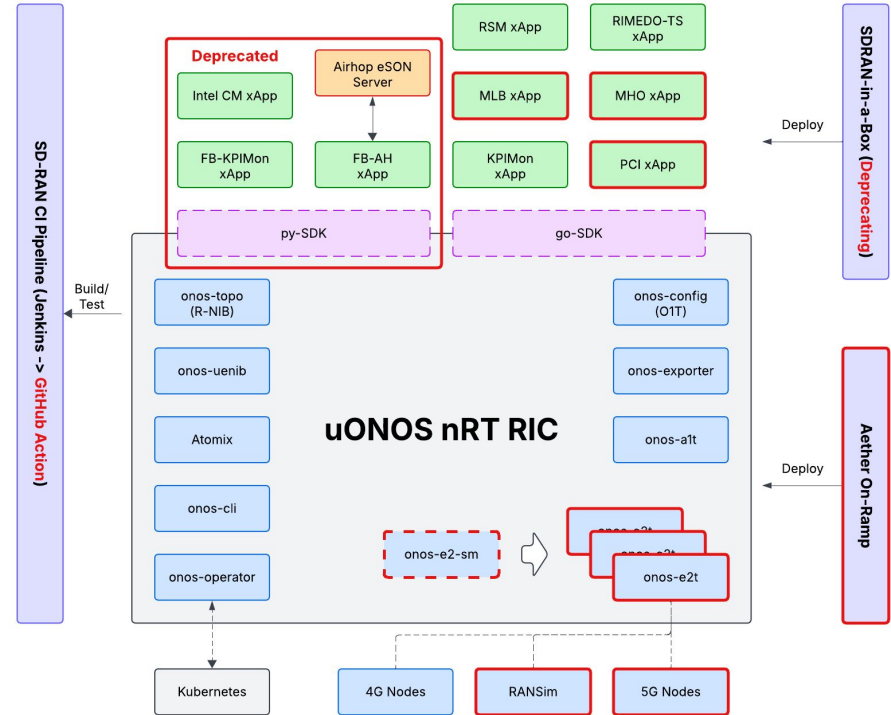 RSM xApp
RIMEDO-TS
xApp
Deprecated
Airhop eSON
Server
Intel CM xApp
MLB xApp
MHO xApp
FB-KPIMon
xApp
FB-AH
xApp
KPIMon
xApp
PCI xApp
py-SDK
go-SDK
SD-RAN CI Pipeline (Jenkins -> GitHub Action)
SDRAN-in-a-Box (Deprecating)
Deploy
Build/
Test
onos-topo
(R-NIB)
onos-config
(O1T)
onos-uenib
onos-exporter
uONOS nRT RIC
Atomix
onos-a1t
Aether On-Ramp
Deploy
onos-cli
onos-e2t
onos-e2t
onos-e2-sm
onos-operator
onos-e2t
Kubernetes
4G Nodes
RANSim
5G Nodes